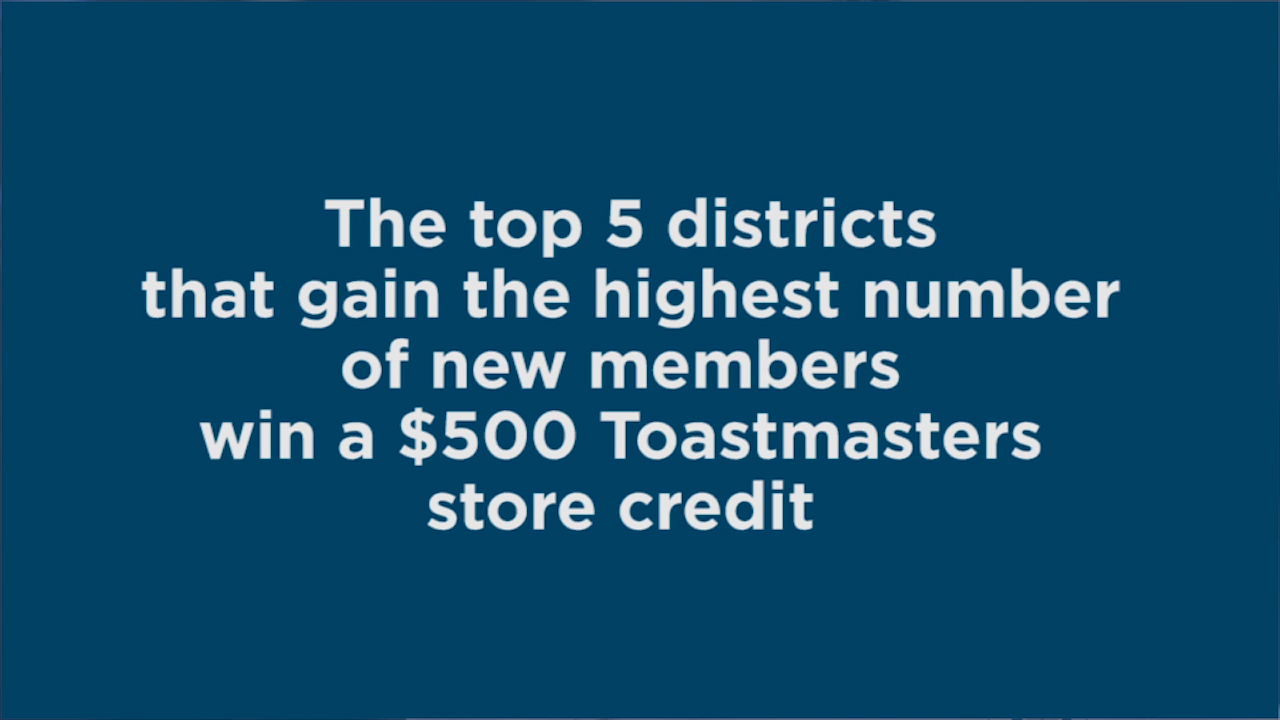 The top 5 districts
that gain the highest number
of new members
win a $500 Toastmasters
store credit